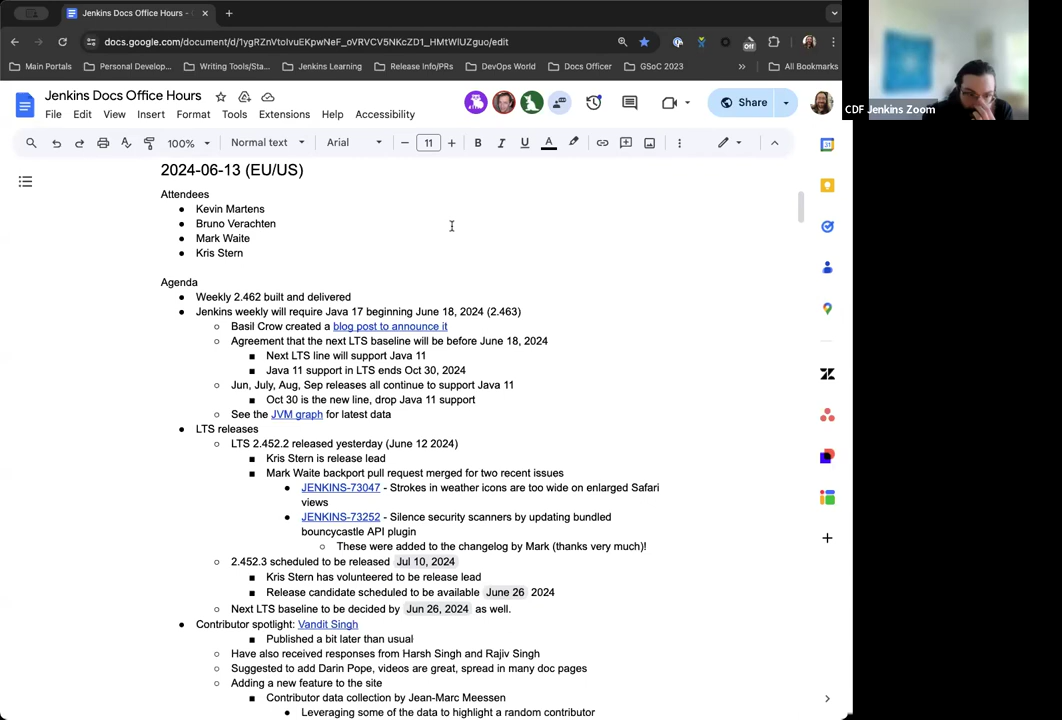 Jenkins Docs Office Hours -
docs.google.com/document/d/1ygRZnVtoIvuEKpwNeF_oVRVCV5NKcZD1_HMtWlUZguo/edit
Off
Main Portals
Personal Develop...
Writing Tools/Sta...
Jenkins Learning
Release Info/PRs
DevOps World
Docs Officer
GSoC 2023
All Bookmarks
CDF Jenkins Zoom
Jenkins Docs Office Hours
File Edit View Insert Format Tools Extensions Help Accessibility
Share
100% Normal text Arial 11 B I U A
2024-06-13 (EU/US)
Attendees
● Kevin Martens
● Bruno Verachten
● Mark Waite
● Kris Stern
Agenda
● Weekly 2.462 built and delivered
● Jenkins weekly will require Java 17 beginning June 18, 2024 (2.463)
○ Basil Crow created a blog post to announce it
○ Agreement that the next LTS baseline will be before June 18, 2024
■ Next LTS line will support Java 11
■ Java 11 support in LTS ends Oct 30, 2024
○ Jun, July, Aug, Sep releases all continue to support Java 11
■ Oct 30 is the new line, drop Java 11 support
○ See the JVM graph for latest data
● LTS releases
○ LTS 2.452.2 released yesterday (June 12 2024)
■ Kris Stern is release lead
■ Mark Waite backport pull request merged for two recent issues
● JENKINS-73047 - Strokes in weather icons are too wide on enlarged Safari
views
● JENKINS-73252 - Silence security scanners by updating bundled
bouncycastle API plugin
○ These were added to the changelog by Mark (thanks very much)!
○ 2.452.3 scheduled to be released Jul 10, 2024
■ Kris Stern has volunteered to be release lead
■ Release candidate scheduled to be available June 26 2024
○ Next LTS baseline to be decided by Jun 26, 2024 as well.
● Contributor spotlight: Vandit Singh
■ Published a bit later than usual
○ Have also received responses from Harsh Singh and Rajiv Singh
○ Suggested to add Darin Pope, videos are great, spread in many doc pages
○ Adding a new feature to the site
■ Contributor data collection by Jean-Marc Meessen
● Leveraging some of the data to highlight a random contributor